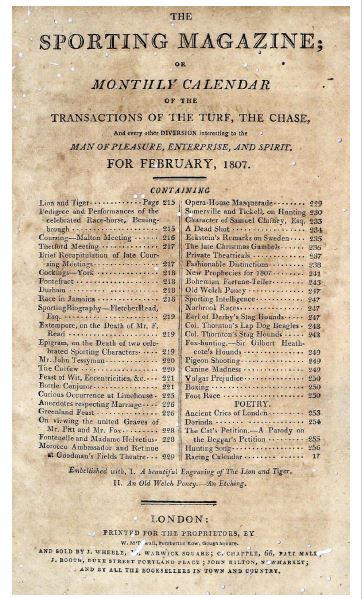 THE
SPORTING MAGAZINE;
OR
MONTHLY CALENDAR
OF THE
TRANSACTIONS OF THE TURF, THE CHASE,
And every other DIVERSION interesting to the
MAN OF PLEASURE, ENTERPRISE, AND SPIRIT.
FOR FEBRUARY, 1807.
CONTAINING
Lion and Tiger Page 215
Pedigree and Performances of the
celebrated Race-horse, Bening-
brough 215
Coursing—Malton Meeting 216
Thetford Meeting 217
Brief Recapitulation of late Cour-
sing Meetings 217
Cockings—York 218
Pontefract 218
Durham 218
Race in Jamaica 218
Sporting Biography—Fletcher Read,
Esq. 219
Extempore, on the Death of Mr. F.
Read 219
Epigram, on the Death of two cele-
brated Sporting Characters 219
Mr. John Tessyman 220
The Curfew 220
Feast of Wit, Eccentricities, &c. 221
Bottle Conjuror 221
Curious Occurrence at Limehouse 225
Anecdotes respecting Marriage 226
Greenland Feast 226
On viewing the united Graves of
Mr. Pitt and Mr. Fox 228
Fontenelle and Madame Helvetius 228
Morocco Ambassador and Retinue
at Goodman's Fields Theatre 229
Opera-House Masquerade 229
Somerville and Tickell, on Hunting 230
Character of Samuel Chifney, Esq. 233
A Dead Shot 234
Eckstein's Remarks on Sweden 235
The late Christmas Gambols 236
Private Theatricals 237
Fashionable Distinctions 238
New Prophecies for 1807 241
Bohemian Fortune-Teller 243
Old Welch Poney 247
Sporting Intelligence 247
Narbroth Races 247
Earl of Derby's Stag Hounds 247
Col. Thornton's Lap Dog Beagles 248
Col. Thornton's Stag Hounds 248
Fox-hunting,—Sir Gilbert Heath-
cote's Hounds 249
Pigeon Shooting 249
Canine Madness 249
Vulgar Prejudice 250
Boxing 250
Foot Race 250
POETRY.
Ancient Cries of London 253
Dorinda 254
The Cat's Petition.—A Parody on
the Beggar's Petition 255
Hunting Song 256
Racing Calendar 17
Embellished with, I. A beautiful Engraving of The Lion and Tiger.
II. An Old Welch Poney.—An Etching.
LONDON:
PRINTED FOR THE PROPRIETORS, BY
Pemberton Row, Gough Square.
AND SOLD BY J. WHEBLE, WARWICK SQUARE; C. CHAPPLE, 66, PALL MALL
J. BOOTH, DUKE STREET PORTLAND PLACE; JOHN HILTON, NEWMARKET;
AND BY ALL THE BOOKSELLERS IN TOWN AND COUNTRY.